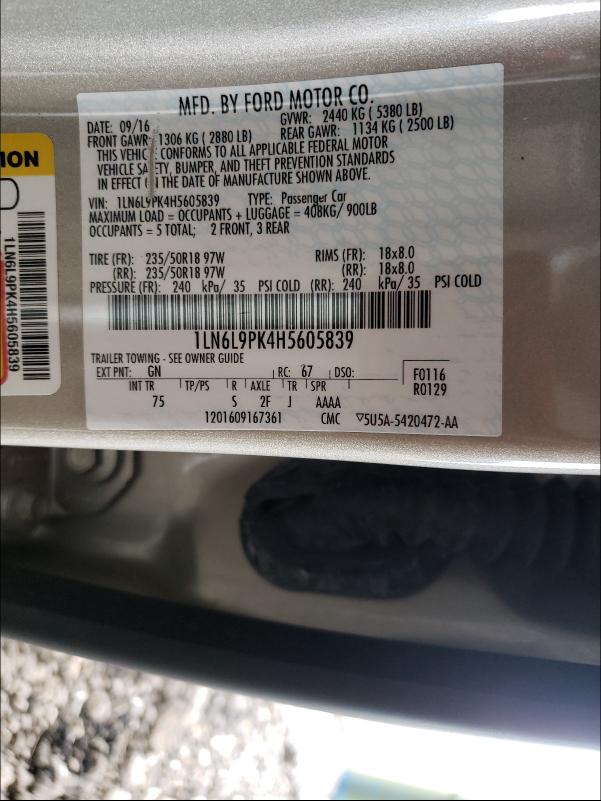 MFD. BY FORD MOTOR CO.
DATE: 09/16 GVWR: 2440 KG ( 5380 LB)
FRONT GAWR: 1306 KG ( 2880 LB) REAR GAWR: 1134 KG ( 2500 LB)
THIS VEHIC CONFORMS TO ALL APPLICABLE FEDERAL MOTOR
VEHICLE SA TY, BUMPER, AND THEFT PREVENTION STANDARDS
IN EFFECT N THE DATE OF MANUFACTURE SHOWN ABOVE.
VIN: 1LN6L9PK4H5605839 TYPE: Passenger Car
MAXIMUM LOAD = OCCUPANTS + LUGGAGE = 408KG/ 900LB
OCCUPANTS = 5 TOTAL; 2 FRONT, 3 REAR
TIRE (FR): 235/50R18 97W RIMS (FR): 18x8.0
(RR): 235/50R18 97W (RR): 18x8.0
PRESSURE (FR): 240 kPa/ 35 PSI COLD (RR): 240 kPa/ 35 PSI COLD
1LN6L9PK4H5605839
TRAILER TOWING - SEE OWNER GUIDE
EXT PNT: GN RC: 67 DSO: F0116
R0129
INT TR TP/PS R AXLE TR SPR
75 S 2F J AAAA
1201609167361 CMC ▽5U5A-5420472-AA
ION
1LN6L9PK4H5605839